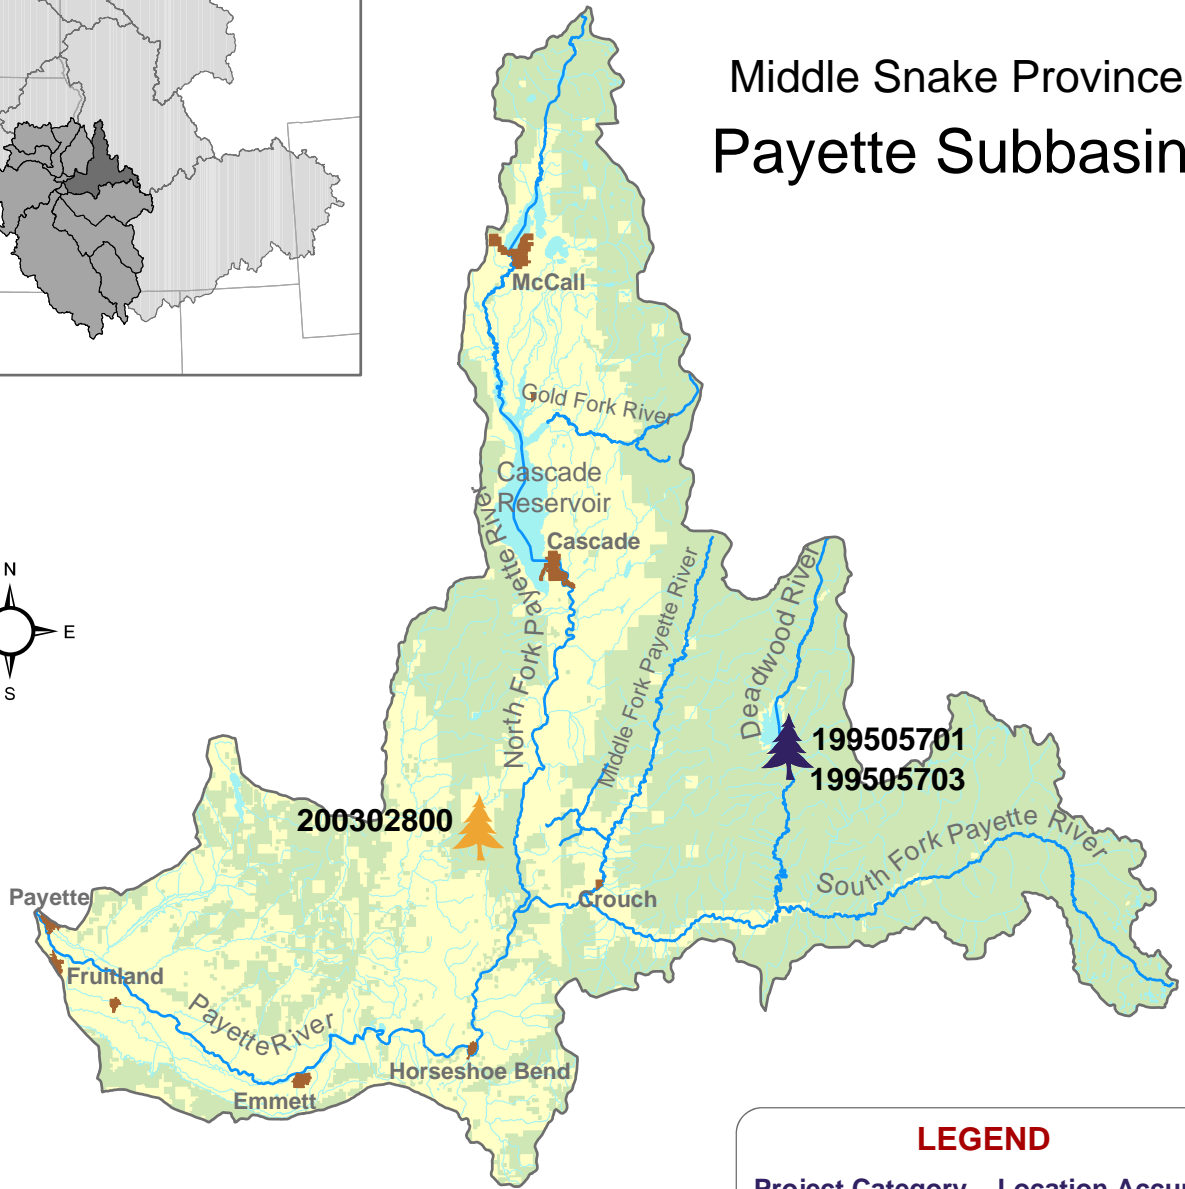 Middle Snake Province
Payette Subbasin
McCall
Gold Fork River
Cascade
Reservoir
Cascade
North Fork Payette River
Middle Fork Payette River
Deadwood River
N
E
S
199505701
199505703
200302800
South Fork Payette River
Payette
Crouch
Fruitland
Payette River
Horseshoe Bend
Emmett
LEGEND
Project Category